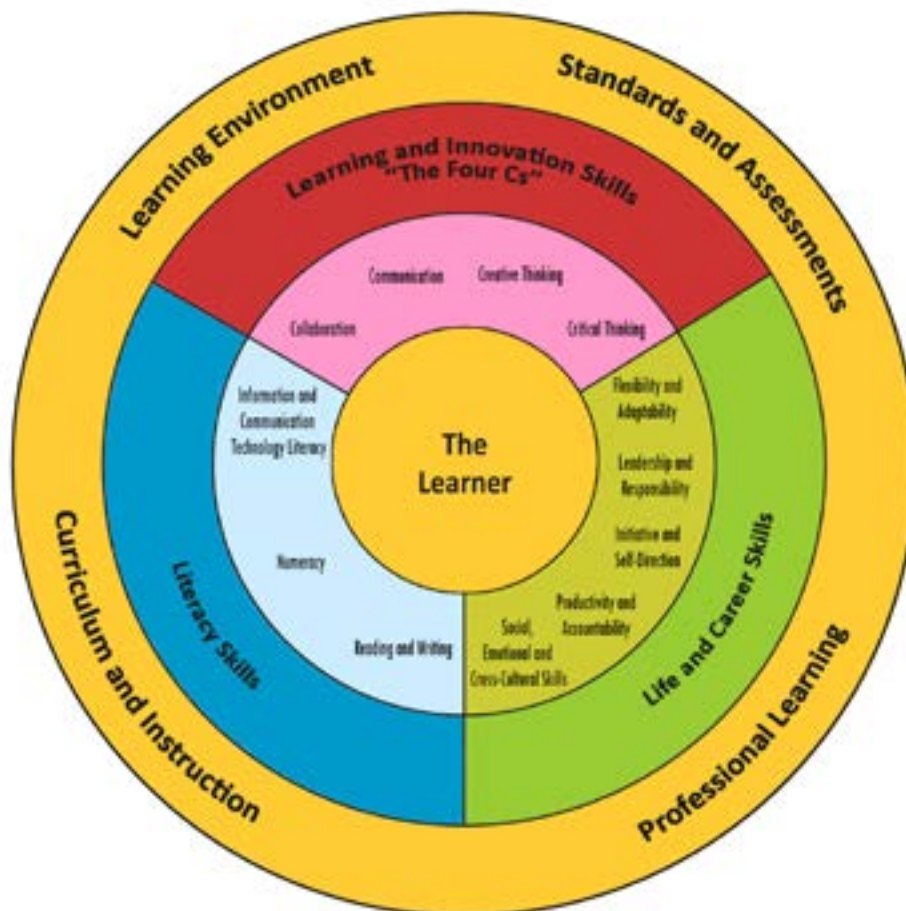 Learning Environment
Standards and Assessments
Learning and Innovation Skills
"The Four Cs"
Communication
Creative Thinking
Collaboration
Critical Thinking
Information and
Communication
Technology Literacy
Numeracy
Reading and Writing
The
Learner
Flexibility and
Adaptability
Leadership and
Responsibility
Initiative and
Self-Direction
Productivity and
Accountability
Social,
Emotional and
Cross-Cultural Skills
Literacy Skills
Life and Career Skills
Curriculum and Instruction
Professional Learning